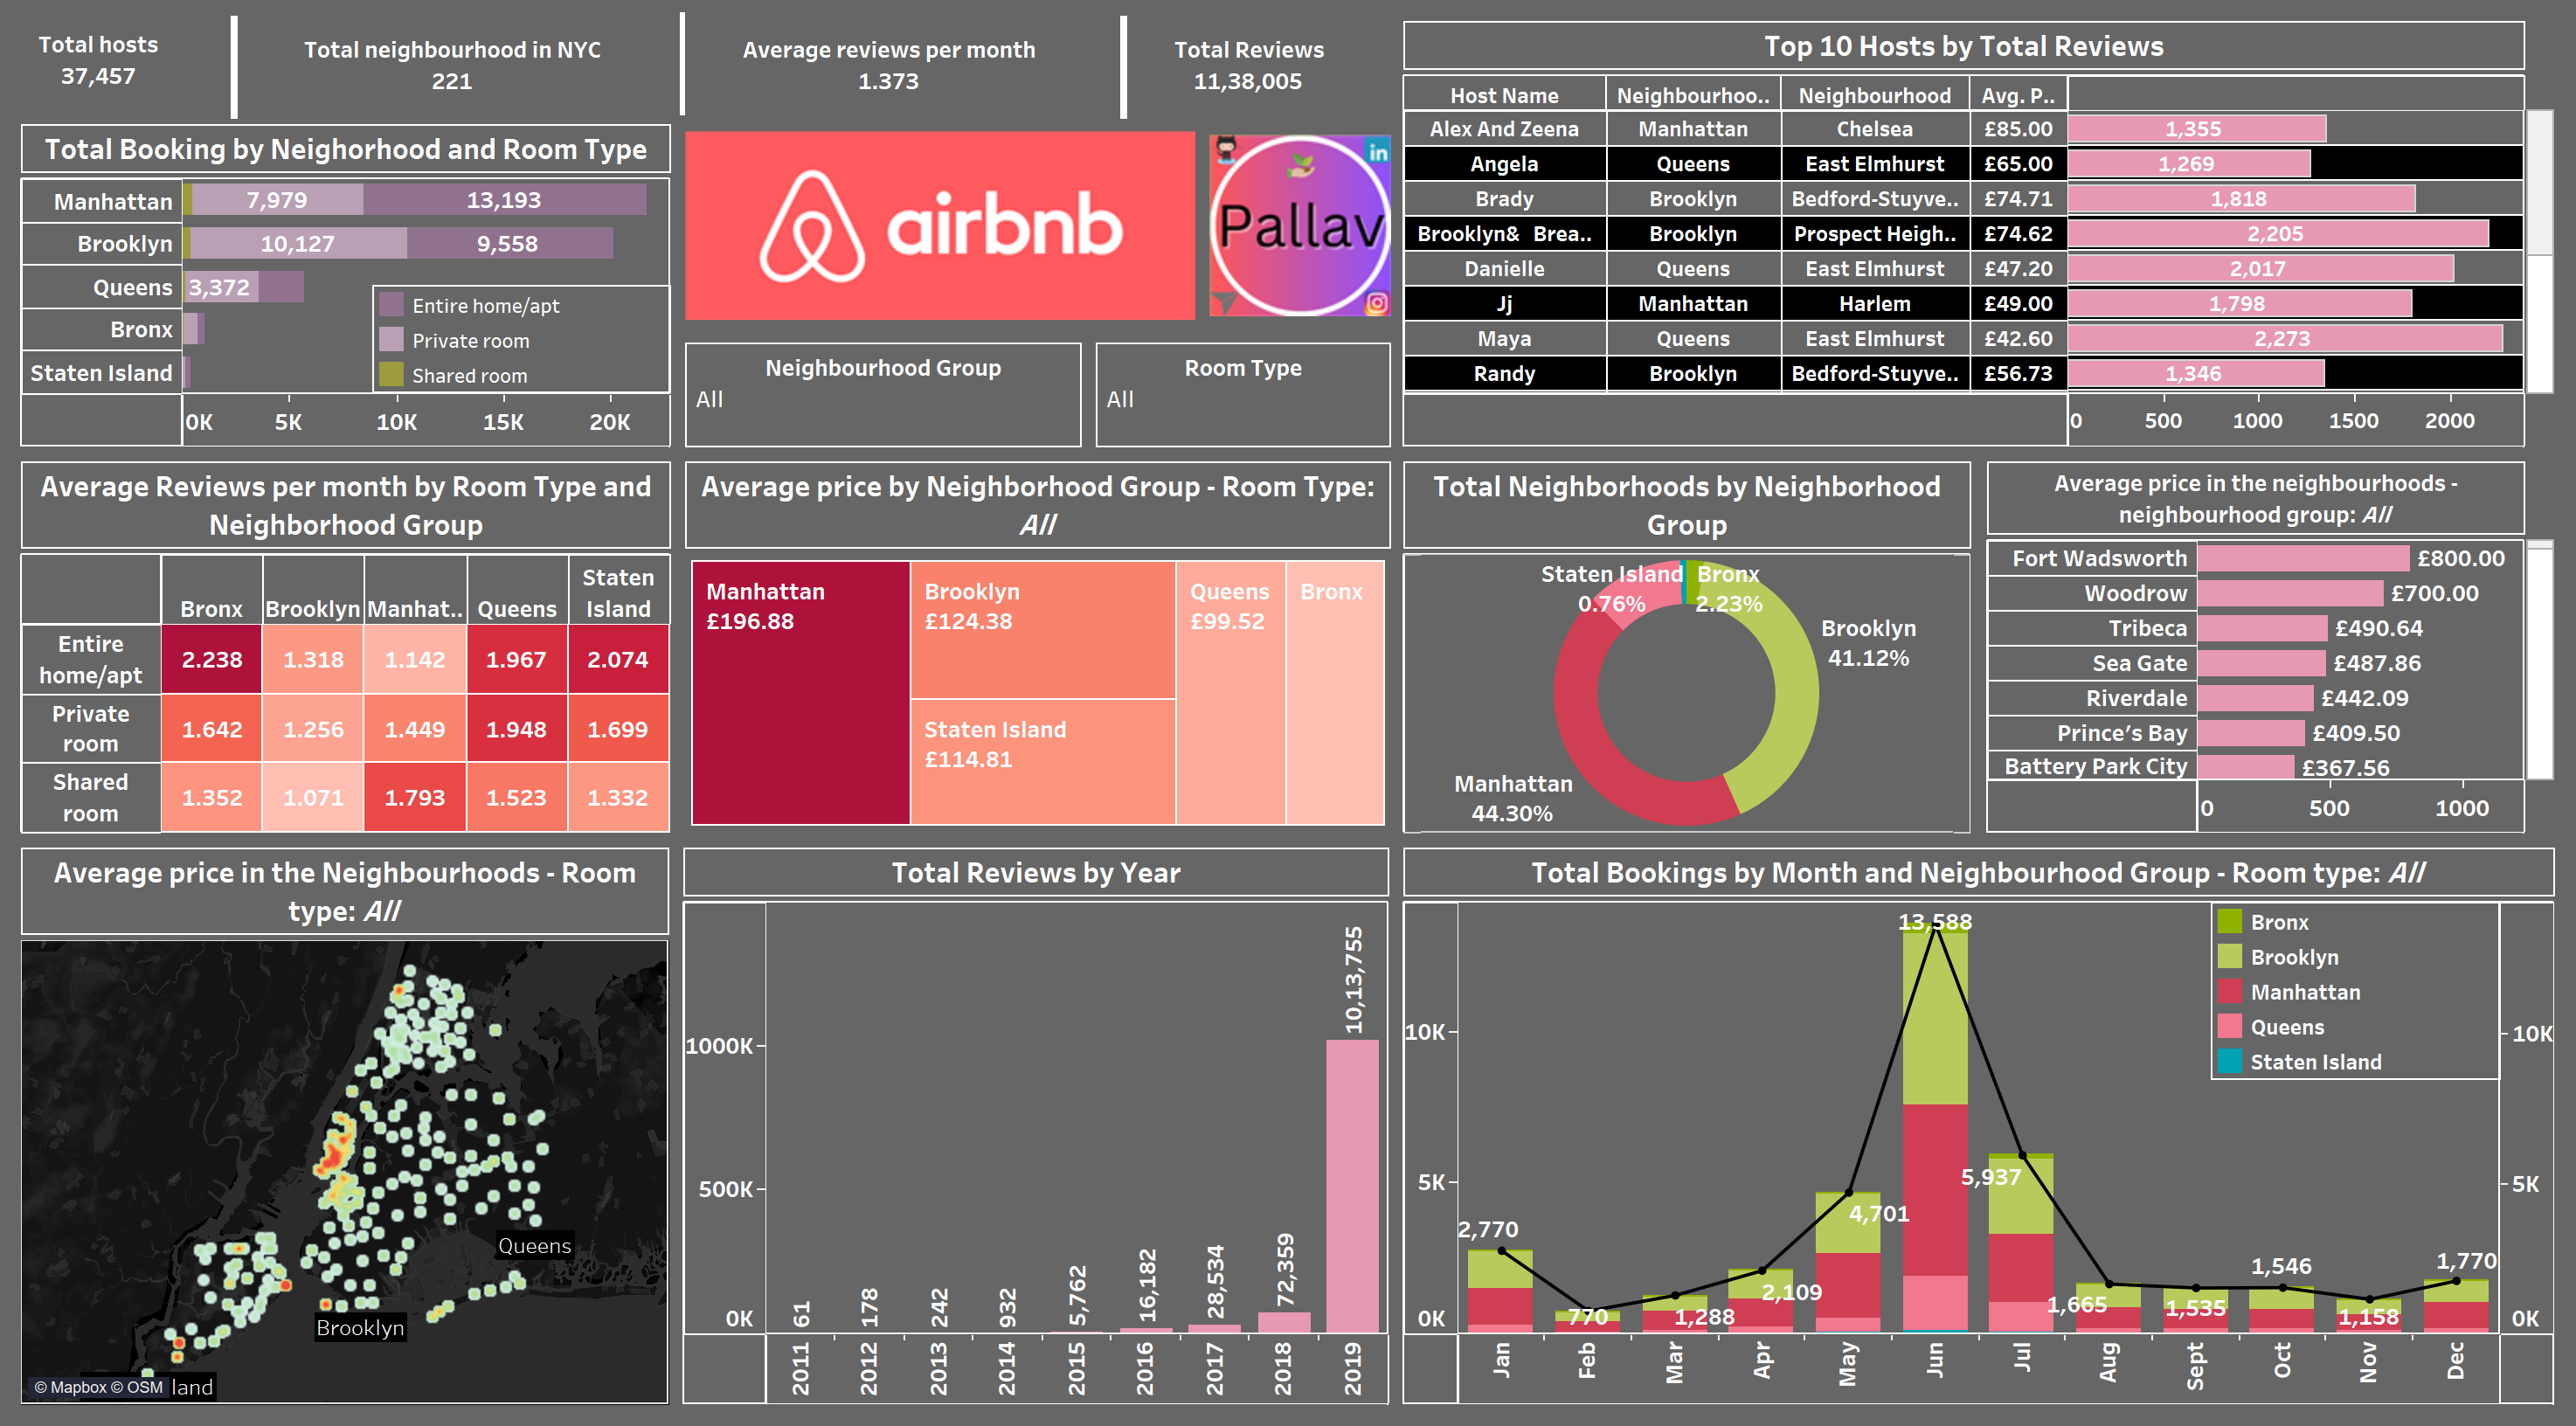 Total hosts
37,457
Total neighbourhood in NYC
221
Average reviews per month
1.373
Total Reviews
11,38,005
Total Booking by Neighorhood and Room Type
Manhattan 7,979 13,193
Brooklyn 10,127 9,558
Queens 3,372
Bronx
Staten Island
Entire home/apt
Private room
Shared room
0K 5K 10K 15K 20K
airbnb
in
Pallav
Neighbourhood Group
All
Room Type
All
Top 10 Hosts by Total Reviews
Host Name Neighbourhoo.. Neighbourhood Avg. P..
Alex And Zeena Manhattan Chelsea £85.00 1,355
Angela Queens East Elmhurst £65.00 1,269
Brady Brooklyn Bedford-Stuyve.. £74.71 1,818
Brooklyn& Brea.. Brooklyn Prospect Heigh.. £74.62 2,205
Danielle Queens East Elmhurst £47.20 2,017
Jj Manhattan Harlem £49.00 1,798
Maya Queens East Elmhurst £42.60 2,273
Randy Brooklyn Bedford-Stuyve.. £56.73 1,346
0 500 1000 1500 2000
Average Reviews per month by Room Type and
Neighborhood Group
Bronx Brooklyn Manhat.. Queens Staten
Island
Entire
home/apt
2.238 1.318 1.142 1.967 2.074
Private
room
1.642 1.256 1.449 1.948 1.699
Shared
room
1.352 1.071 1.793 1.523 1.332
Average price by Neighborhood Group - Room Type:
All
Manhattan
£196.88
Brooklyn
£124.38
Staten Island
£114.81
Queens
£99.52
Bronx
Total Neighborhoods by Neighborhood
Group
Staten Island
0.76%
Bronx
2.23%
Brooklyn
41.12%
Manhattan
44.30%
Average price in the neighbourhoods -
neighbourhood group: All
Fort Wadsworth £800.00
Woodrow £700.00
Tribeca £490.64
Sea Gate £487.86
Riverdale £442.09
Prince's Bay £409.50
Battery Park City £367.56
0 500 1000
Average price in the Neighbourhoods - Room
type: All
Queens
Brooklyn
land
© Mapbox © OSM
Total Reviews by Year
1000K
500K
0K
61 178 242 932 5,762 16,182 28,534 72,359 10,13,755
2011 2012 2013 2014 2015 2016 2017 2018 2019
Total Bookings by Month and Neighbourhood Group - Room type: All
Bronx
Brooklyn
Manhattan
Queens
Staten Island
10K
5K
0K
2,770 770 1,288 2,109 4,701 13,588 5,937 1,665 1,535 1,546 1,158 1,770
10K
5K
0K
Jan Feb Mar Apr May Jun Jul Aug Sept Oct Nov Dec